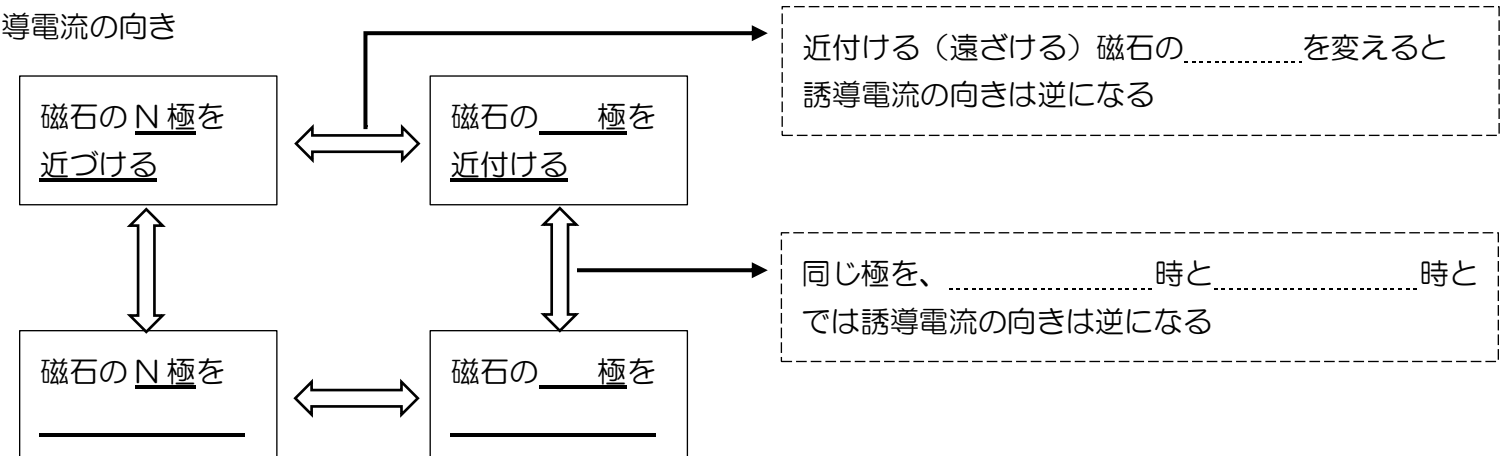 導電流の向き
近付ける（遠ざける）磁石の を変えると
誘導電流の向きは逆になる
磁石のN極を
近づける
磁石の 極を
近付ける
同じ極を、 時と 時と
では誘導電流の向きは逆になる
磁石のN極を
磁石の 極を